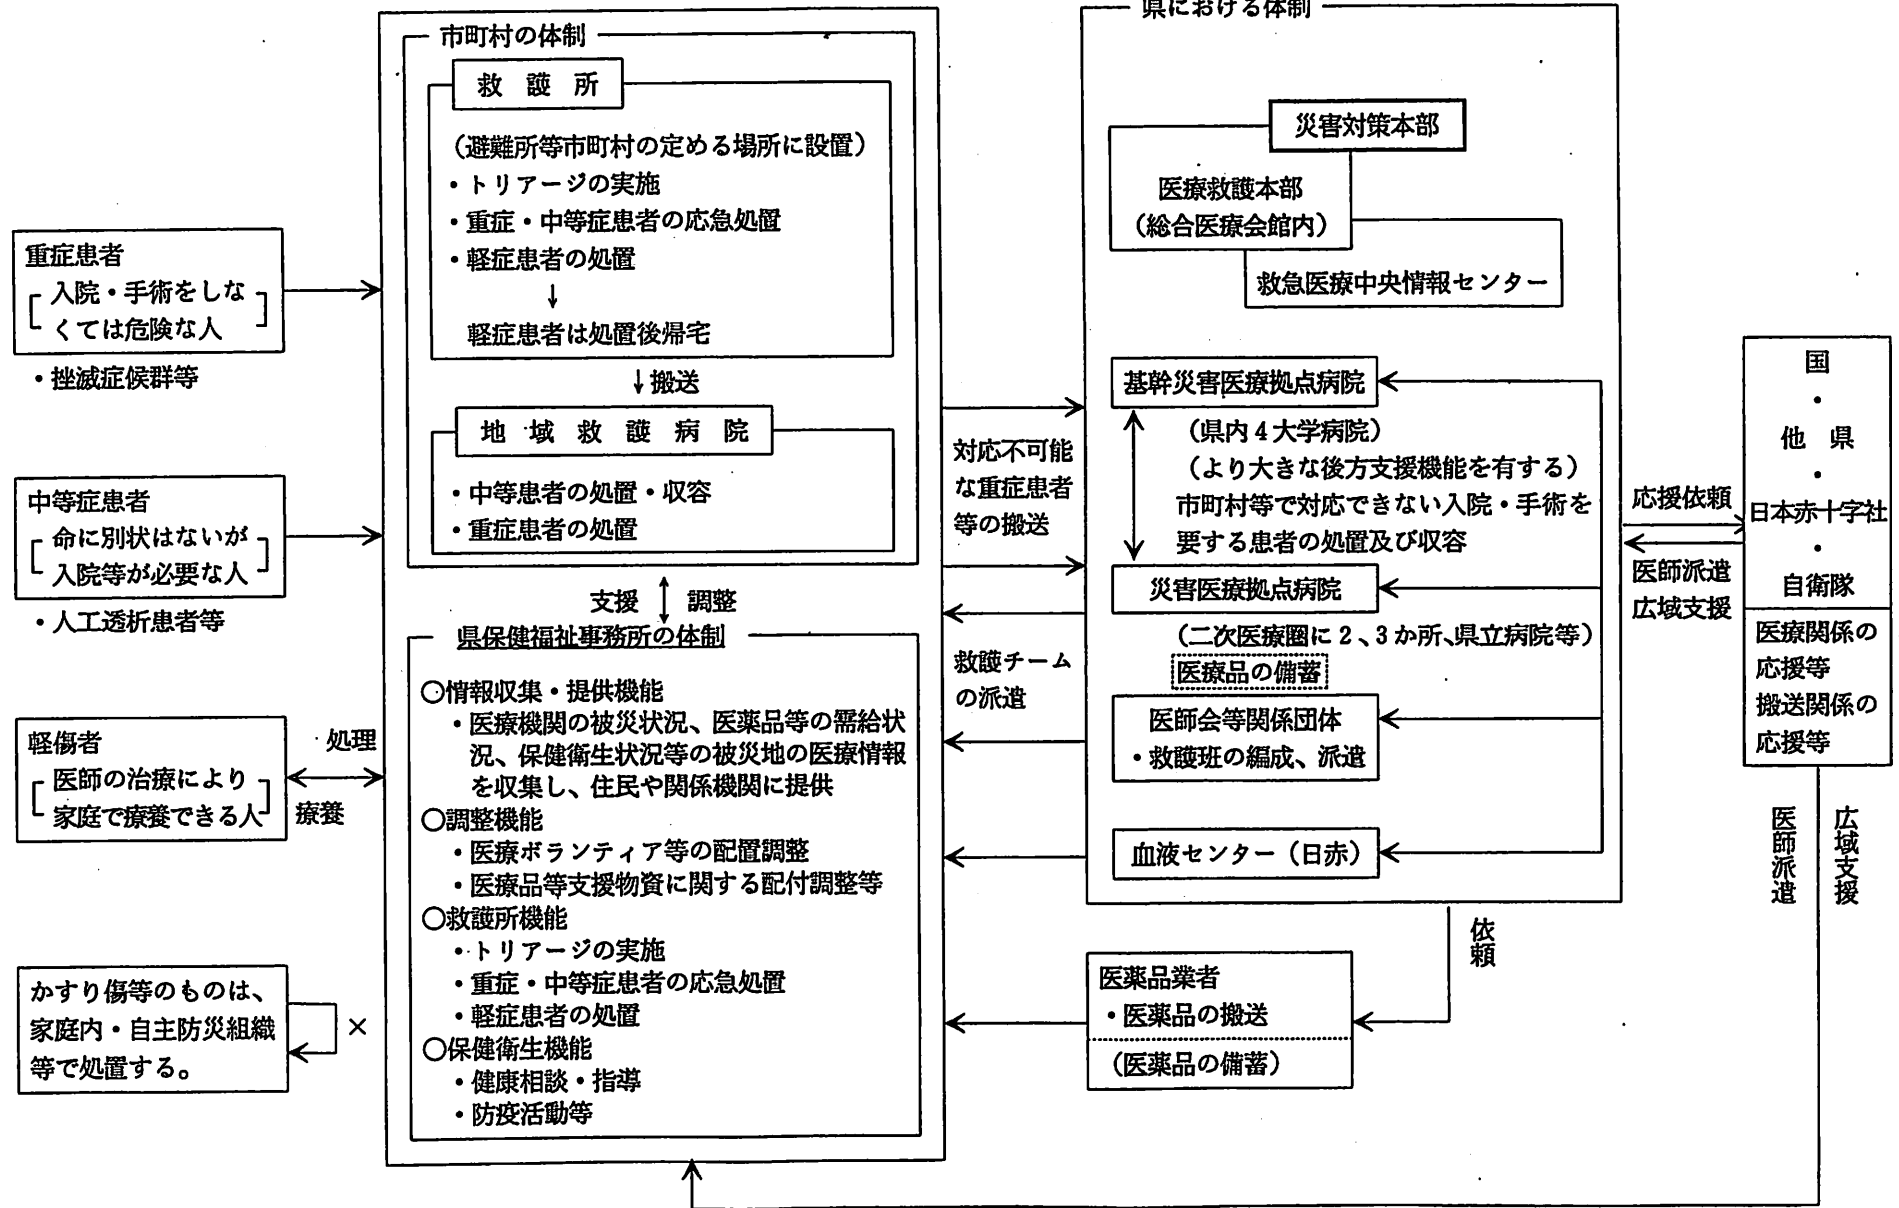 重症患者
入院・手術をしな
くては危険な人
・挫滅症候群等
中等症患者
命に別状はないが
入院等が必要な人
・人工透析患者等
軽傷者
医師の治療により
家庭で療養できる人
処理
療養
かすり傷等のものは、
家庭内・自主防災組織
等で処置する。
×
市町村の体制
救護所
（避難所等市町村の定める場所に設置）
・トリアージの実施
・重症・中等症患者の応急処置
・軽症患者の処置
↓
軽症患者は処置後帰宅
↓搬送
地域救護病院
・中等患者の処置・収容
・重症患者の処置
支援 調整
県保健福祉事務所の体制
○情報収集・提供機能
・医療機関の被災状況、医薬品等の需給状
況、保健衛生状況等の被災地の医療情報
を収集し、住民や関係機関に提供
○調整機能
・医療ボランティア等の配置調整
・医療品等支援物資に関する配付調整等
○救護所機能
・トリアージの実施
・重症・中等症患者の応急処置
・軽症患者の処置
○保健衛生機能
・健康相談・指導
・防疫活動等
対応不可能
な重症患者
等の搬送
救護チーム
の派遣
県における体制
災害対策本部
医療救護本部
（総合医療会館内）
救急医療中央情報センター
基幹災害医療拠点病院
（県内４大学病院）
（より大きな後方支援機能を有する）
市町村等で対応できない入院・手術を
要する患者の処置及び収容
災害医療拠点病院
（二次医療圏に２、３か所、県立病院等）
医療品の備蓄
医師会等関係団体
・救護班の編成、派遣
血液センター（日赤）
依頼
医薬品業者
・医薬品の搬送
（医薬品の備蓄）
応援依頼
医師派遣
広域支援
国
・
他県
・
日本赤十字社
・
自衛隊
医療関係の
応援等
搬送関係の
応援等
医師派遣
広域支援